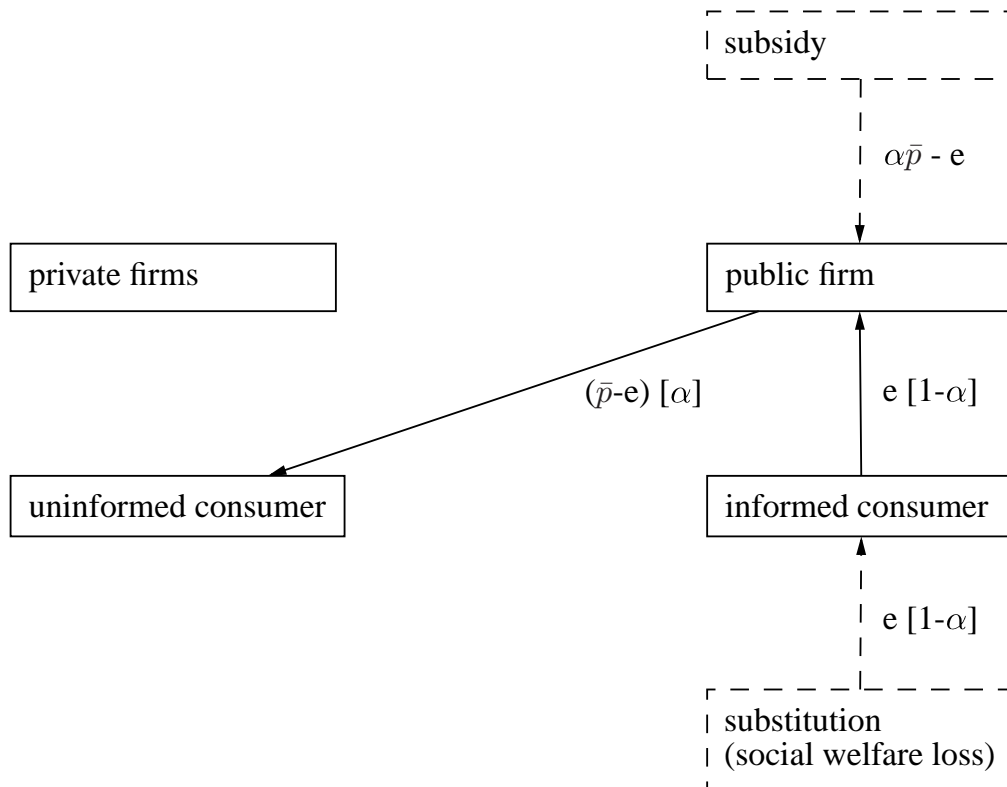 subsidy
αp̄ - e
private firms
public firm
(p̄-e) [α]
e [1-α]
uninformed consumer
informed consumer
e [1-α]
substitution
(social welfare loss)